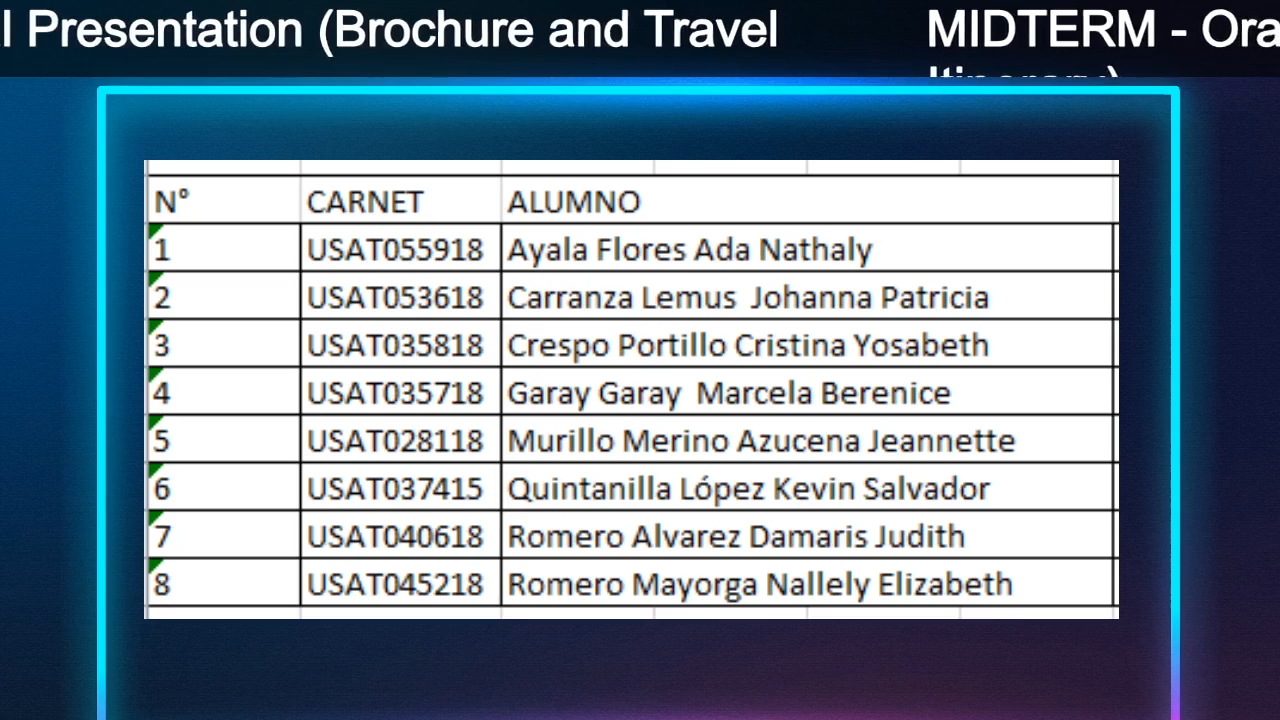 l Presentation (Brochure and Travel MIDTERM - Ora
N° CARNET ALUMNO
1 USAT055918 Ayala Flores Ada Nathaly
2 USAT053618 Carranza Lemus Johanna Patricia
3 USAT035818 Crespo Portillo Cristina Yosabeth
4 USAT035718 Garay Garay Marcela Berenice
5 USAT028118 Murillo Merino Azucena Jeannette
6 USAT037415 Quintanilla López Kevin Salvador
7 USAT040618 Romero Alvarez Damaris Judith
8 USAT045218 Romero Mayorga Nallely Elizabeth